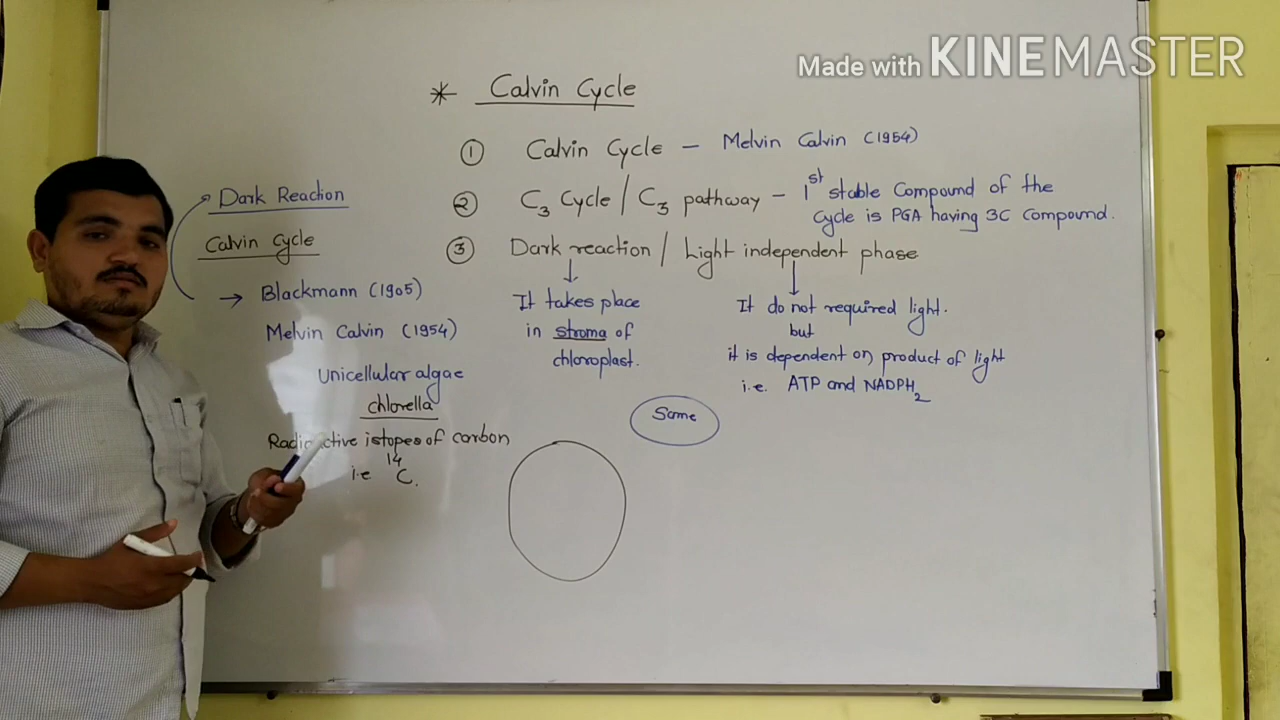 Made with KINEMASTER
* Calvin Cycle
① Calvin Cycle – Melvin Calvin (1954)
② C3 Cycle / C3 pathway – 1st stable Compound of the
Cycle is PGA having 3C compound.
③ Dark reaction / Light independent phase
It takes place
in stroma of
chloroplast.
It do not required light.
but
it is dependent on product of light
i.e. ATP and NADPH2
Same
Dark Reaction
Calvin Cycle
→ Blackmann (1905)
Melvin Calvin (1954)
Unicellular algae
chlorella
Radioactive istopes of carbon
i.e 14C.